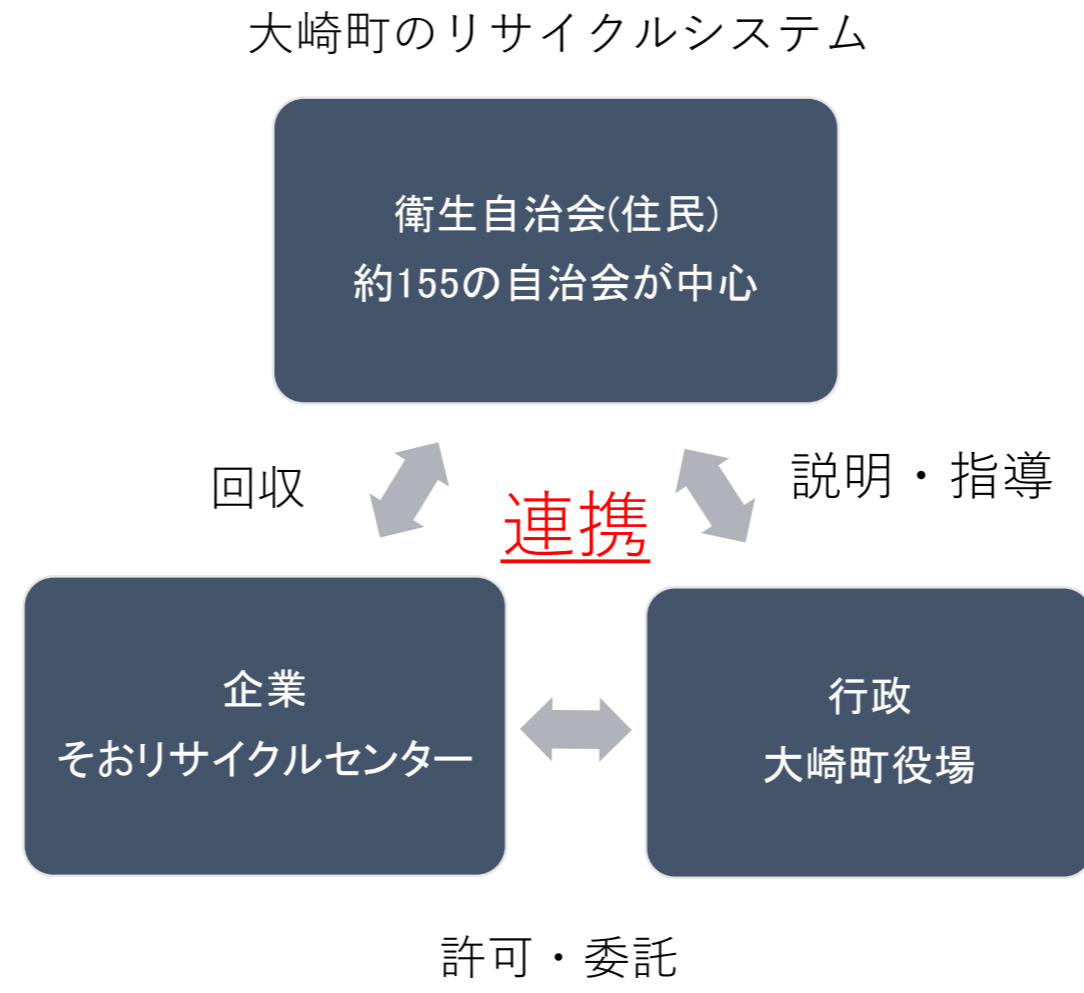 大崎町のリサイクルシステム
衛生自治会(住民)
約155の自治会が中心
回収
連携
説明・指導
企業
そおリサイクルセンター
行政
大崎町役場
許可・委託